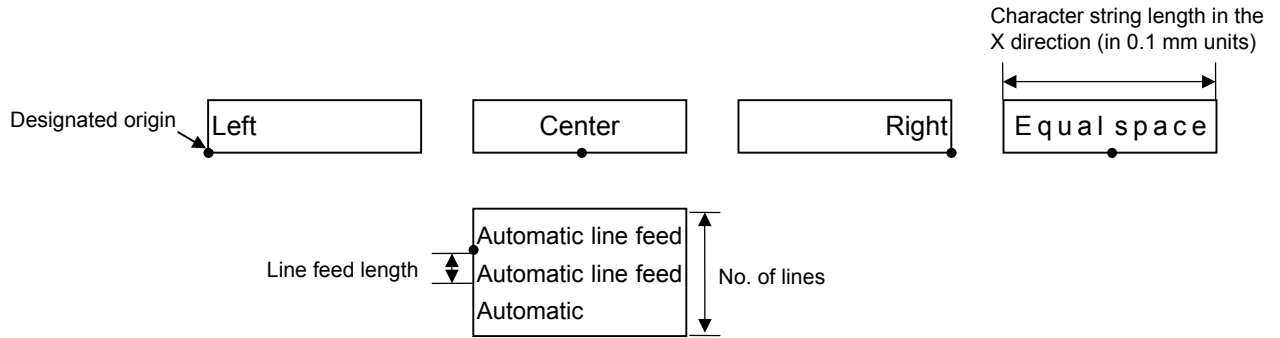 Character string length in the
X direction (in 0.1 mm units)
Designated origin
Left
Center
Right
Equal space
Automatic line feed
Line feed length
Automatic line feed
No. of lines
Automatic